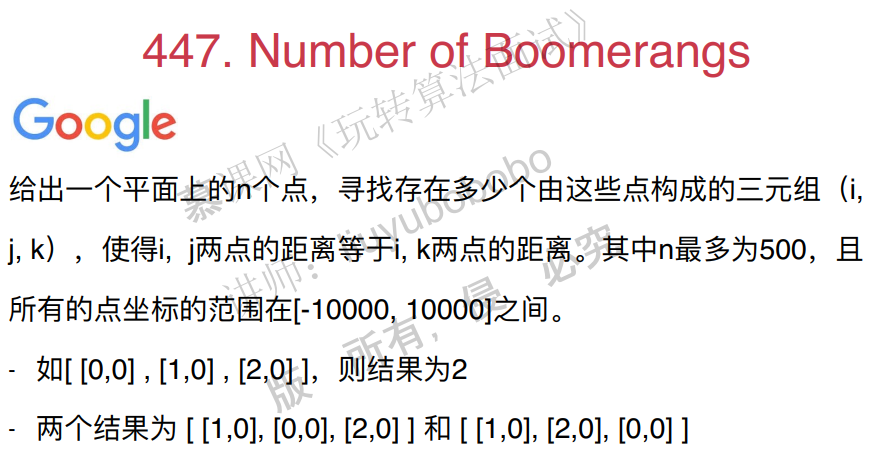 447. Number of Boomerangs
Google
慕课网《玩转算法面试》
给出一个平面上的n个点，寻找存在多少个由这些点构成的三元组（i,
j, k），使得i, j两点的距离等于i, k两点的距离。其中n最多为500，且
讲师：liuyubobobo
所有的点坐标的范围在[-10000, 10000]之间。
版 所有，侵 必究
- 如[ [0,0] , [1,0] , [2,0] ]，则结果为2
- 两个结果为 [ [1,0], [0,0], [2,0] ] 和 [ [1,0], [2,0], [0,0] ]